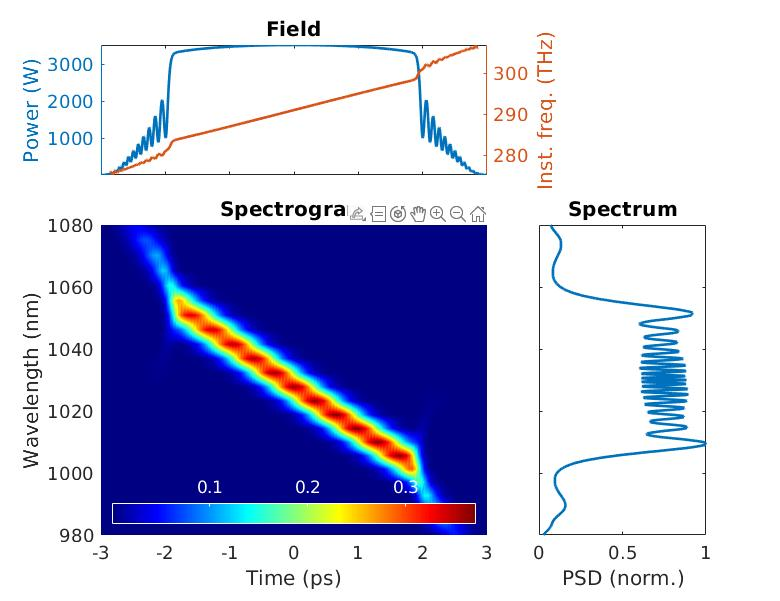 Field
Power (W)
3000
2000
1000
300
290
280
Inst. freq. (THz)
Spectrogra
Spectrum
Wavelength (nm)
1080
1060
1040
1020
1000
980
0.1 0.2 0.3
-3 -2 -1 0 1 2 3
Time (ps)
0 0.5 1
PSD (norm.)